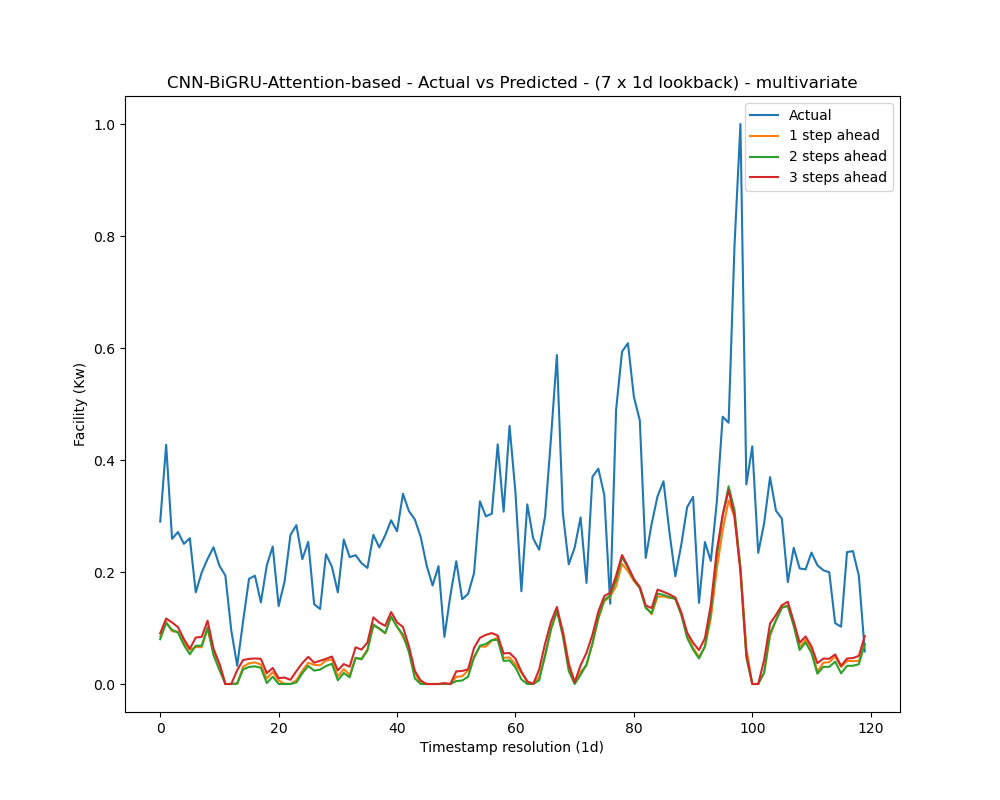 CNN-BiGRU-Attention-based - Actual vs Predicted - (7 x 1d lookback) - multivariate
Actual
1 step ahead
2 steps ahead
3 steps ahead
1.0
0.8
0.6
0.4
0.2
0.0
Facility (Kw)
0 20 40 60 80 100 120
Timestamp resolution (1d)